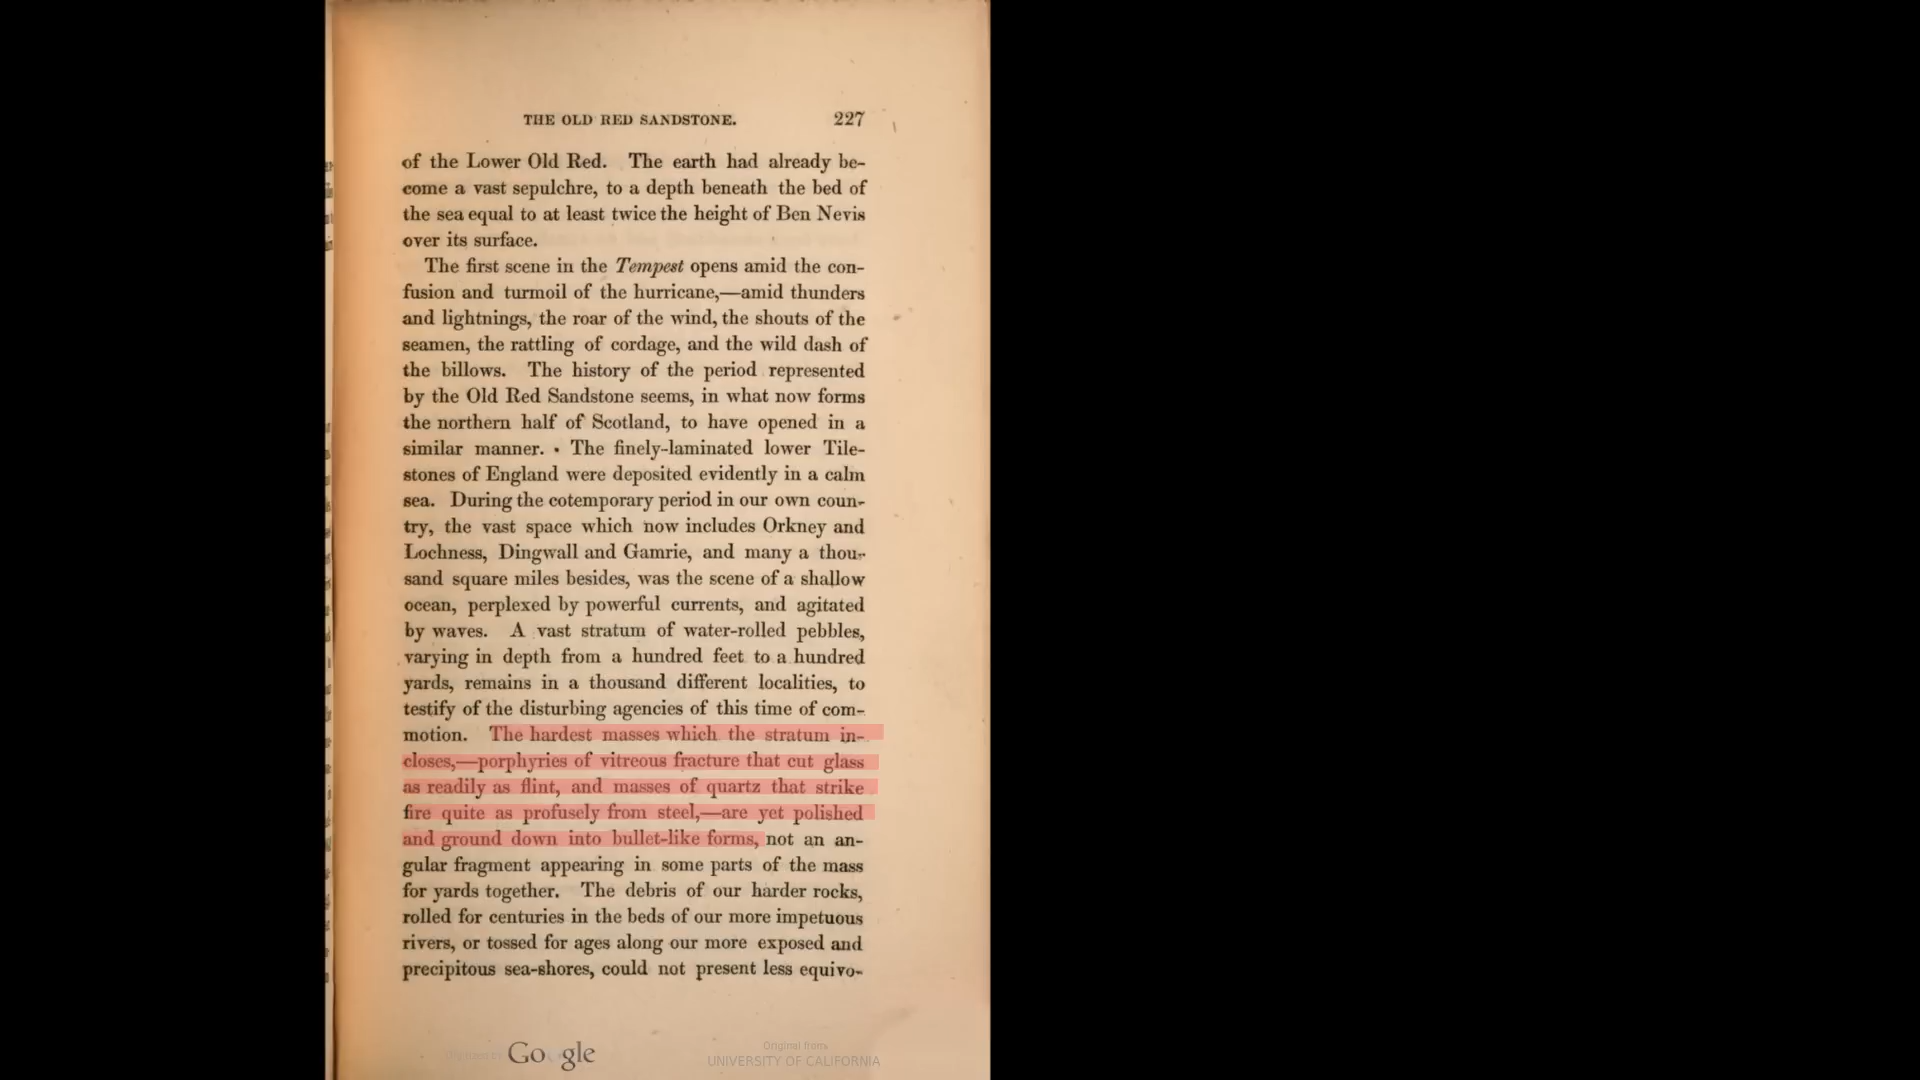 THE OLD RED SANDSTONE. 227
of the Lower Old Red. The earth had already be-
come a vast sepulchre, to a depth beneath the bed of
the sea equal to at least twice the height of Ben Nevis
over its surface.
The first scene in the Tempest opens amid the con-
fusion and turmoil of the hurricane,—amid thunders
and lightnings, the roar of the wind, the shouts of the
seamen, the rattling of cordage, and the wild dash of
the billows. The history of the period represented
by the Old Red Sandstone seems, in what now forms
the northern half of Scotland, to have opened in a
similar manner. The finely-laminated lower Tile-
stones of England were deposited evidently in a calm
sea. During the cotemporary period in our own coun-
try, the vast space which now includes Orkney and
Lochness, Dingwall and Gamrie, and many a thou-
sand square miles besides, was the scene of a shallow
ocean, perplexed by powerful currents, and agitated
by waves. A vast stratum of water-rolled pebbles,
varying in depth from a hundred feet to a hundred
yards, remains in a thousand different localities, to
testify of the disturbing agencies of this time of com-
motion. The hardest masses which the stratum in-
closes,—porphyries of vitreous fracture that cut glass
as readily as flint, and masses of quartz that strike
fire quite as profusely from steel,—are yet polished
and ground down into bullet-like forms, not an an-
gular fragment appearing in some parts of the mass
for yards together. The debris of our harder rocks,
rolled for centuries in the beds of our more impetuous
rivers, or tossed for ages along our more exposed and
precipitous sea-shores, could not present less equivo-
Google
Original from
UNIVERSITY OF CALIFORNIA